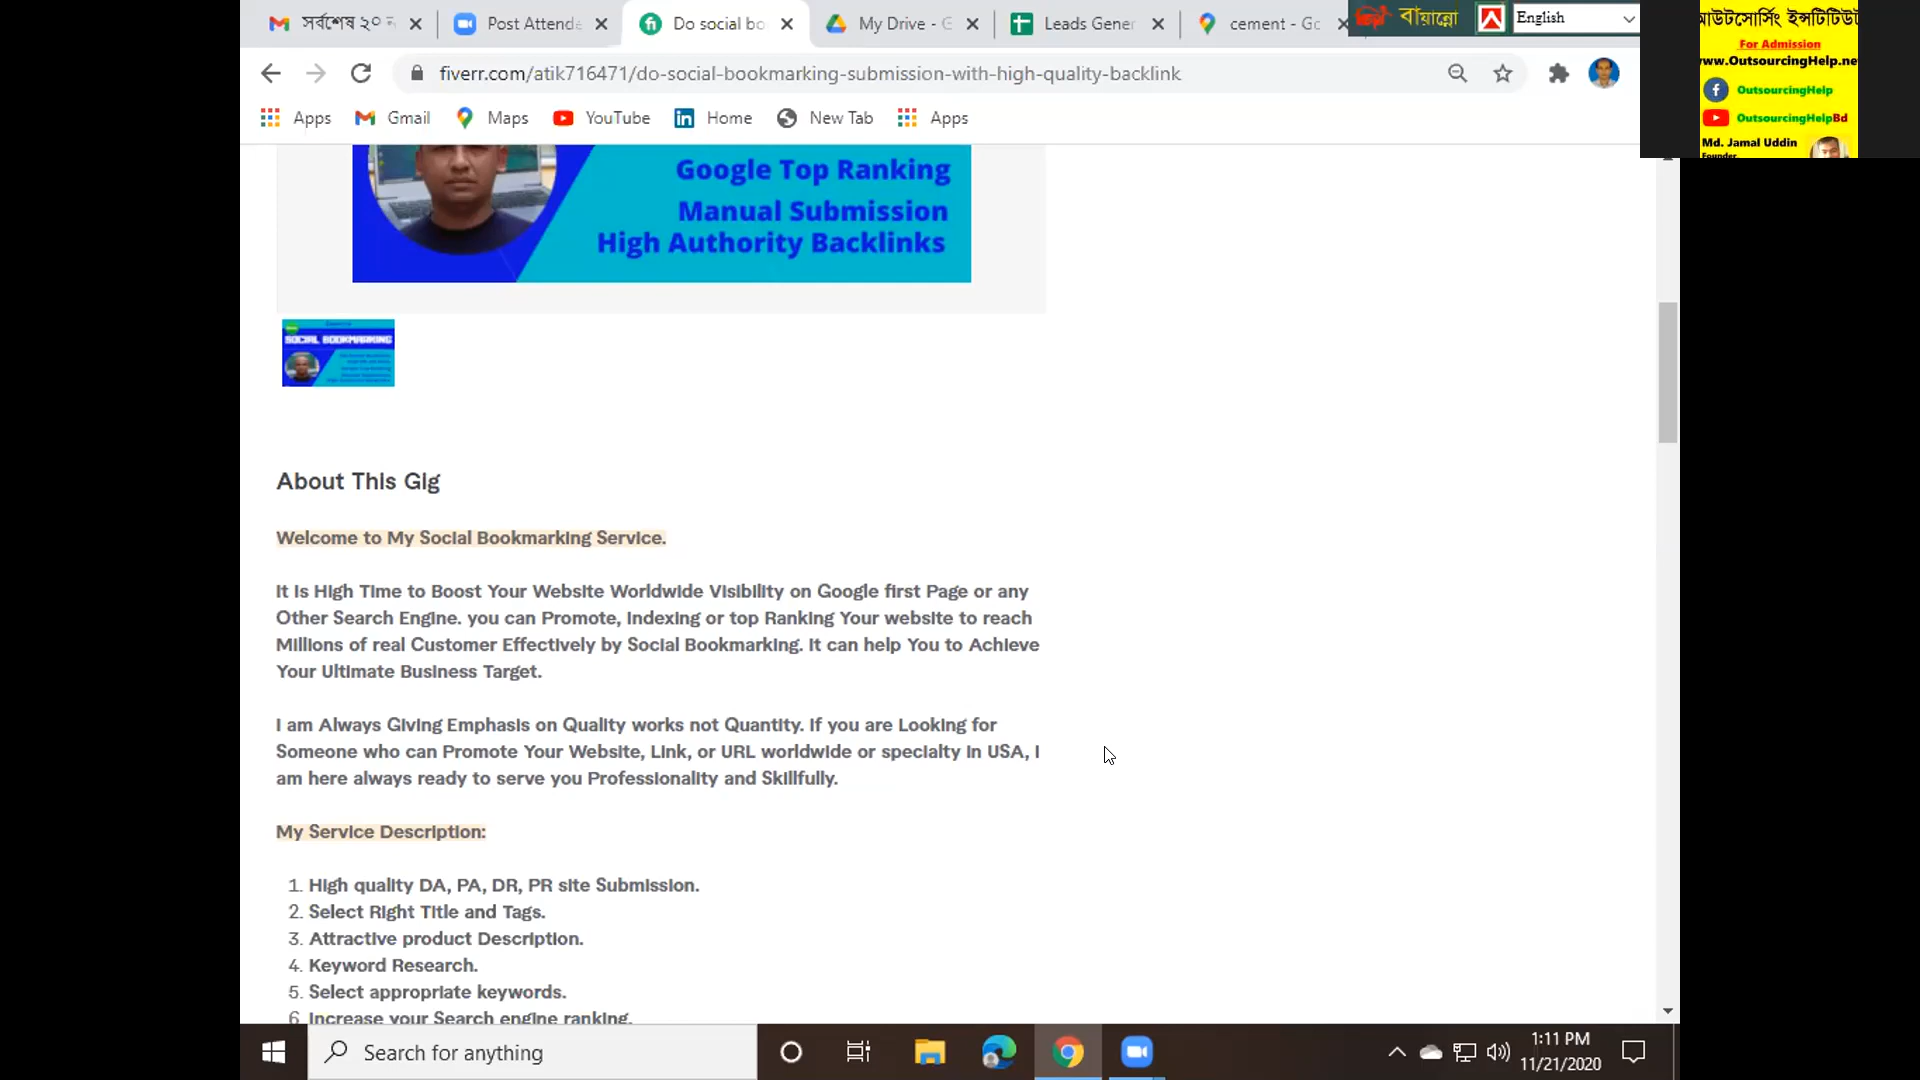 সর্বশেষ ২০
Post Attende
Do social bo
My Drive - G
Leads Gener
cement - Go
বায়ান্নো
English
fiverr.com/atik716471/do-social-bookmarking-submission-with-high-quality-backlink
Apps
Gmail
Maps
YouTube
Home
New Tab
Apps
আউটসোর্সিং ইন্সটিটিউট
For Admission
www.OutsourcingHelp.ne
OutsourcingHelp
OutsourcingHelpBd
Md. Jamal Uddin
Founder
Google Top Ranking
Manual Submission
High Authority Backlinks
SOCIAL BOOKMARKING
About This Gig
Welcome to My Social Bookmarking Service.
It Is High Time to Boost Your Website Worldwide Visibility on Google first Page or any
Other Search Engine. you can Promote, Indexing or top Ranking Your website to reach
Millions of real Customer Effectively by Social Bookmarking. It can help You to Achieve
Your Ultimate Business Target.
I am Always Giving Emphasis on Quality works not Quantity. If you are Looking for
Someone who can Promote Your Website, Link, or URL worldwide or specialty in USA, I
am here always ready to serve you Professionality and Skillfully.
My Service Description:
1. High quality DA, PA, DR, PR site Submission.
2. Select Right Title and Tags.
3. Attractive product Description.
4. Keyword Research.
5. Select appropriate keywords.
6. Increase your Search engine ranking.
Search for anything
1:11 PM
11/21/2020